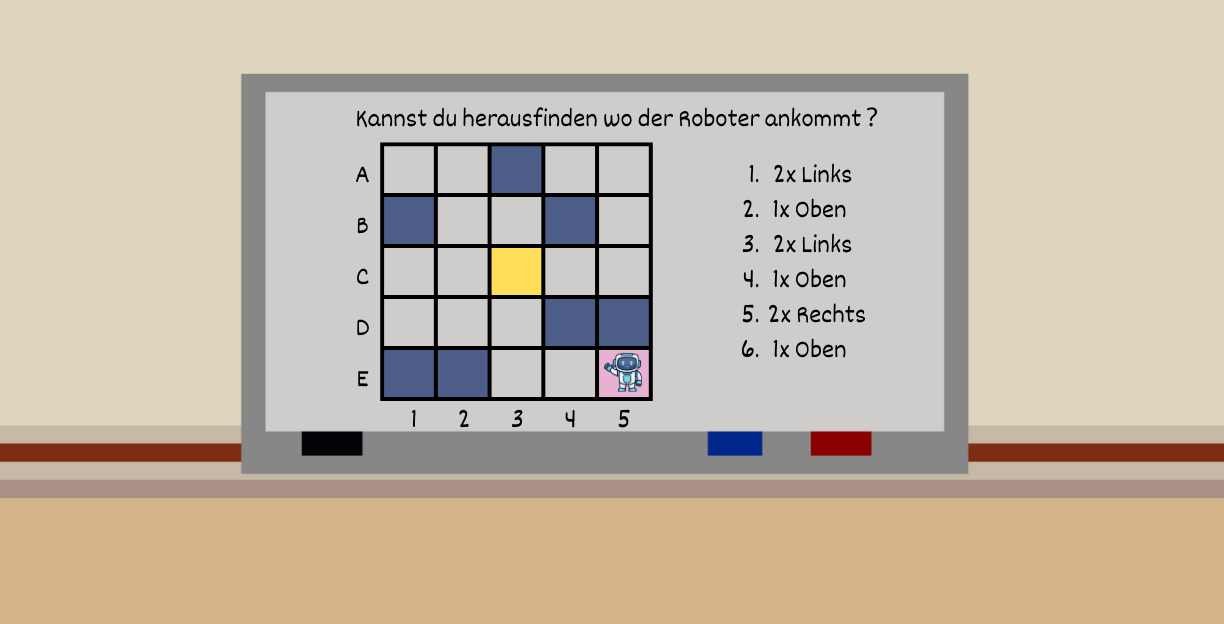 Kannst du herausfinden wo der Roboter ankommt ?
A
B
C
D
E
1 2 3 4 5
1. 2x Links
2. 1x Oben
3. 2x Links
4. 1x Oben
5. 2x Rechts
6. 1x Oben